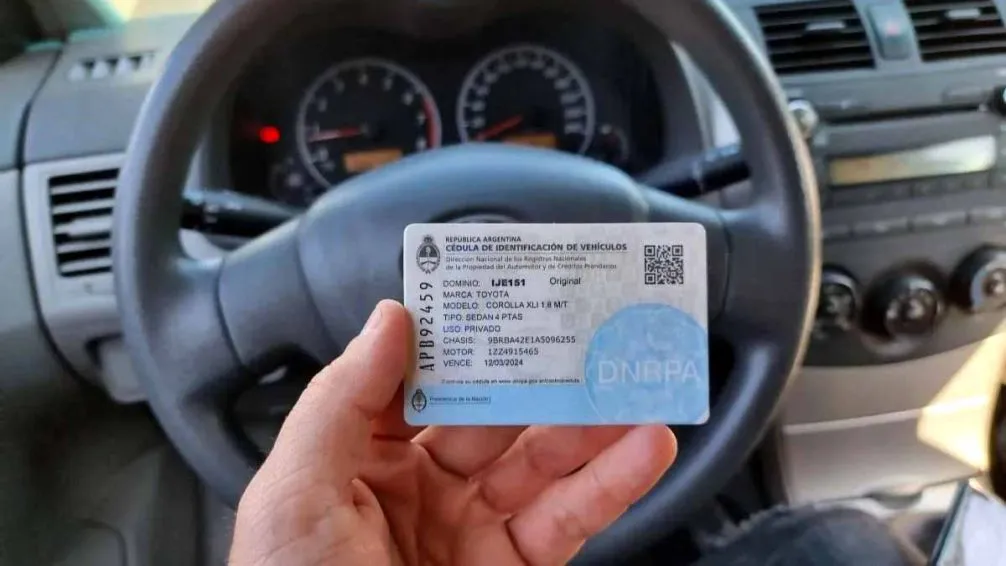 REPÚBLICA ARGENTINA
CÉDULA DE IDENTIFICACIÓN DE VEHÍCULOS
Dirección Nacional de los Registros Nacionales
de la Propiedad del Automotor y de Créditos Prendarios
DOMINIO: IJE151 Original
MARCA: TOYOTA
MODELO: COROLLA XLI 1.8 M/T
TIPO: SEDAN 4 PTAS
USO: PRIVADO
CHASIS: 9BRBA42E1A5096255
MOTOR: 1ZZ4915465
VENCE: 12/03/2024
APB92459
DNRPA
Presidencia de la Nación